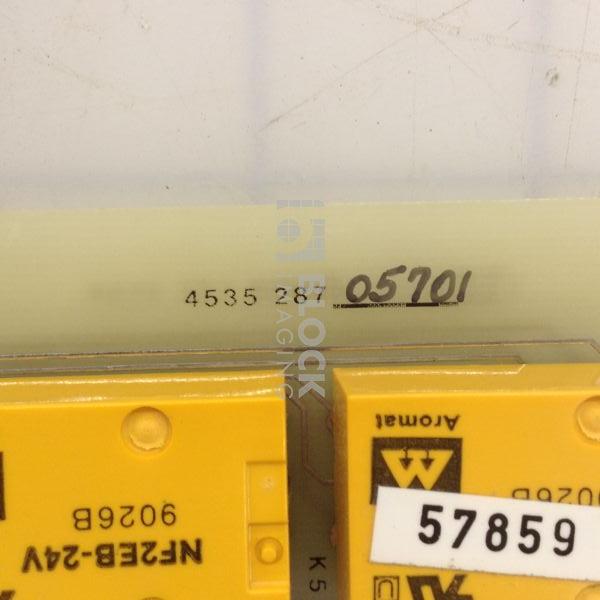 4535 287 05701
BLOCK
IMAGING
Aromat
9026B
9026B
57859
NF2EB-24V
K5